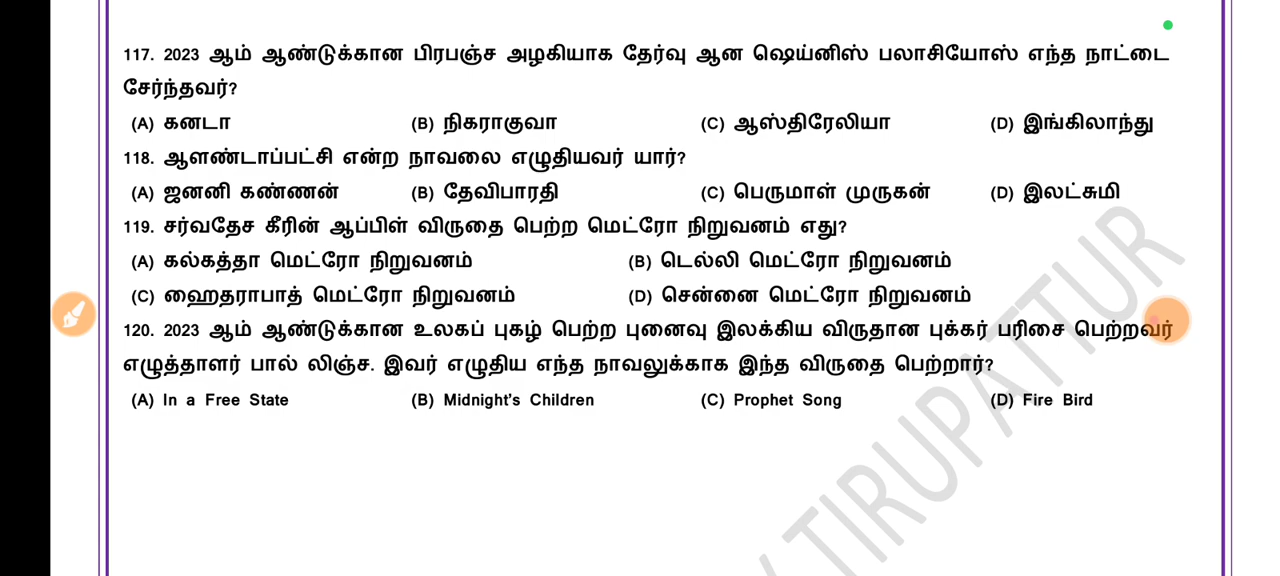 117. 2023 ஆம் ஆண்டுக்கான பிரபஞ்ச அழகியாக தேர்வு ஆன ஷெய்னிஸ் பலாசியோஸ் எந்த நாட்டை
சேர்ந்தவர்?
(A) கனடா (B) நிகராகுவா (C) ஆஸ்திரேலியா (D) இங்கிலாந்து
118. ஆளண்டாப்பட்சி என்ற நாவலை எழுதியவர் யார்?
(A) ஜனனி கண்ணன் (B) தேவிபாரதி (C) பெருமாள் முருகன் (D) இலட்சுமி
119. சர்வதேச கீரின் ஆப்பிள் விருதை பெற்ற மெட்ரோ நிறுவனம் எது?
(A) கல்கத்தா மெட்ரோ நிறுவனம் (B) டெல்லி மெட்ரோ நிறுவனம்
(C) ஹைதராபாத் மெட்ரோ நிறுவனம் (D) சென்னை மெட்ரோ நிறுவனம்
120. 2023 ஆம் ஆண்டுக்கான உலகப் புகழ் பெற்ற புனைவு இலக்கிய விருதான புக்கர் பரிசை பெற்றவர்
எழுத்தாளர் பால் லிஞ்ச. இவர் எழுதிய எந்த நாவலுக்காக இந்த விருதை பெற்றார்?
(A) In a Free State (B) Midnight's Children (C) Prophet Song (D) Fire Bird
TIRUPATTUR